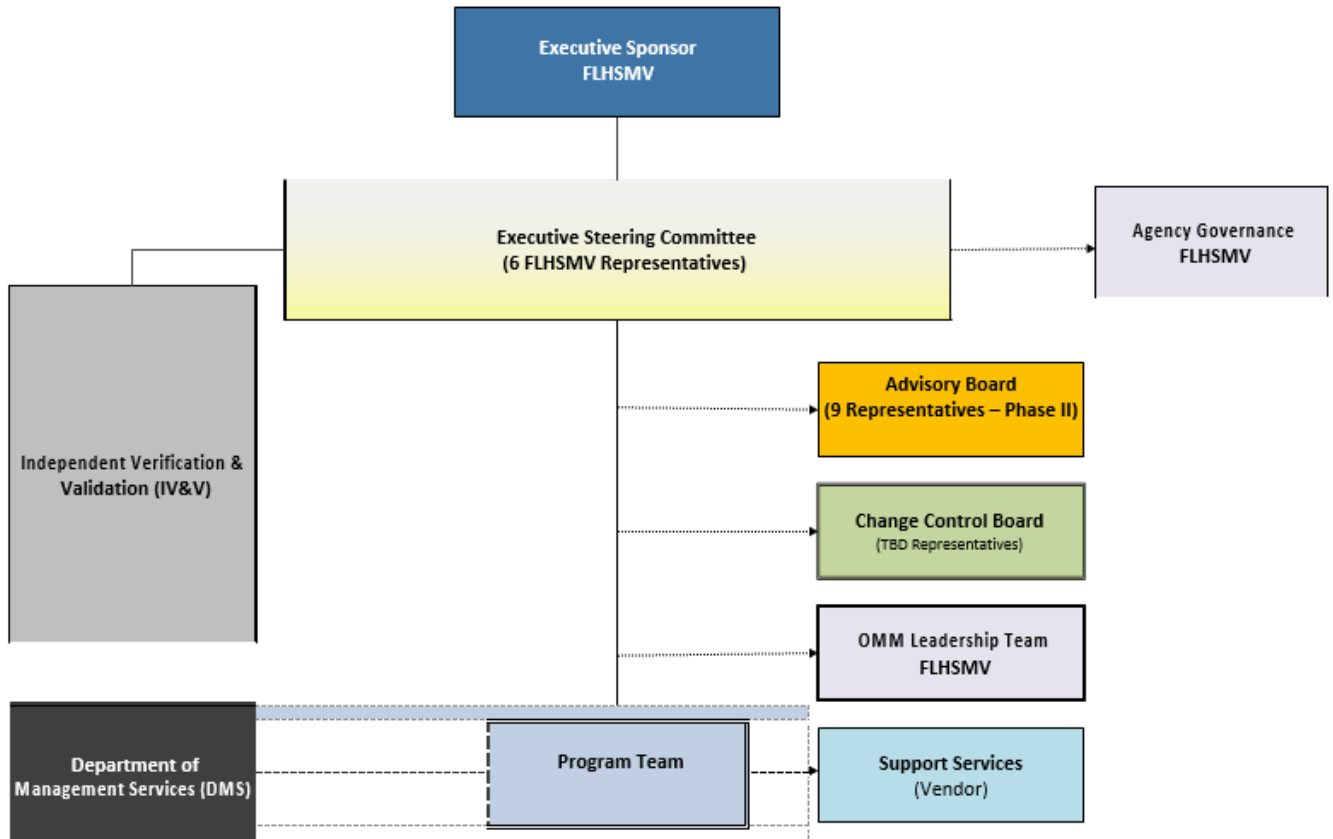 Executive Sponsor
FLHSMV
Executive Steering Committee
(6 FLHSMV Representatives)
Agency Governance
FLHSMV
Independent Verification &
Validation (IV&V)
Advisory Board
(9 Representatives – Phase II)
Change Control Board
(TBD Representatives)
OMM Leadership Team
FLHSMV
Department of
Management Services (DMS)
Program Team
Support Services
(Vendor)